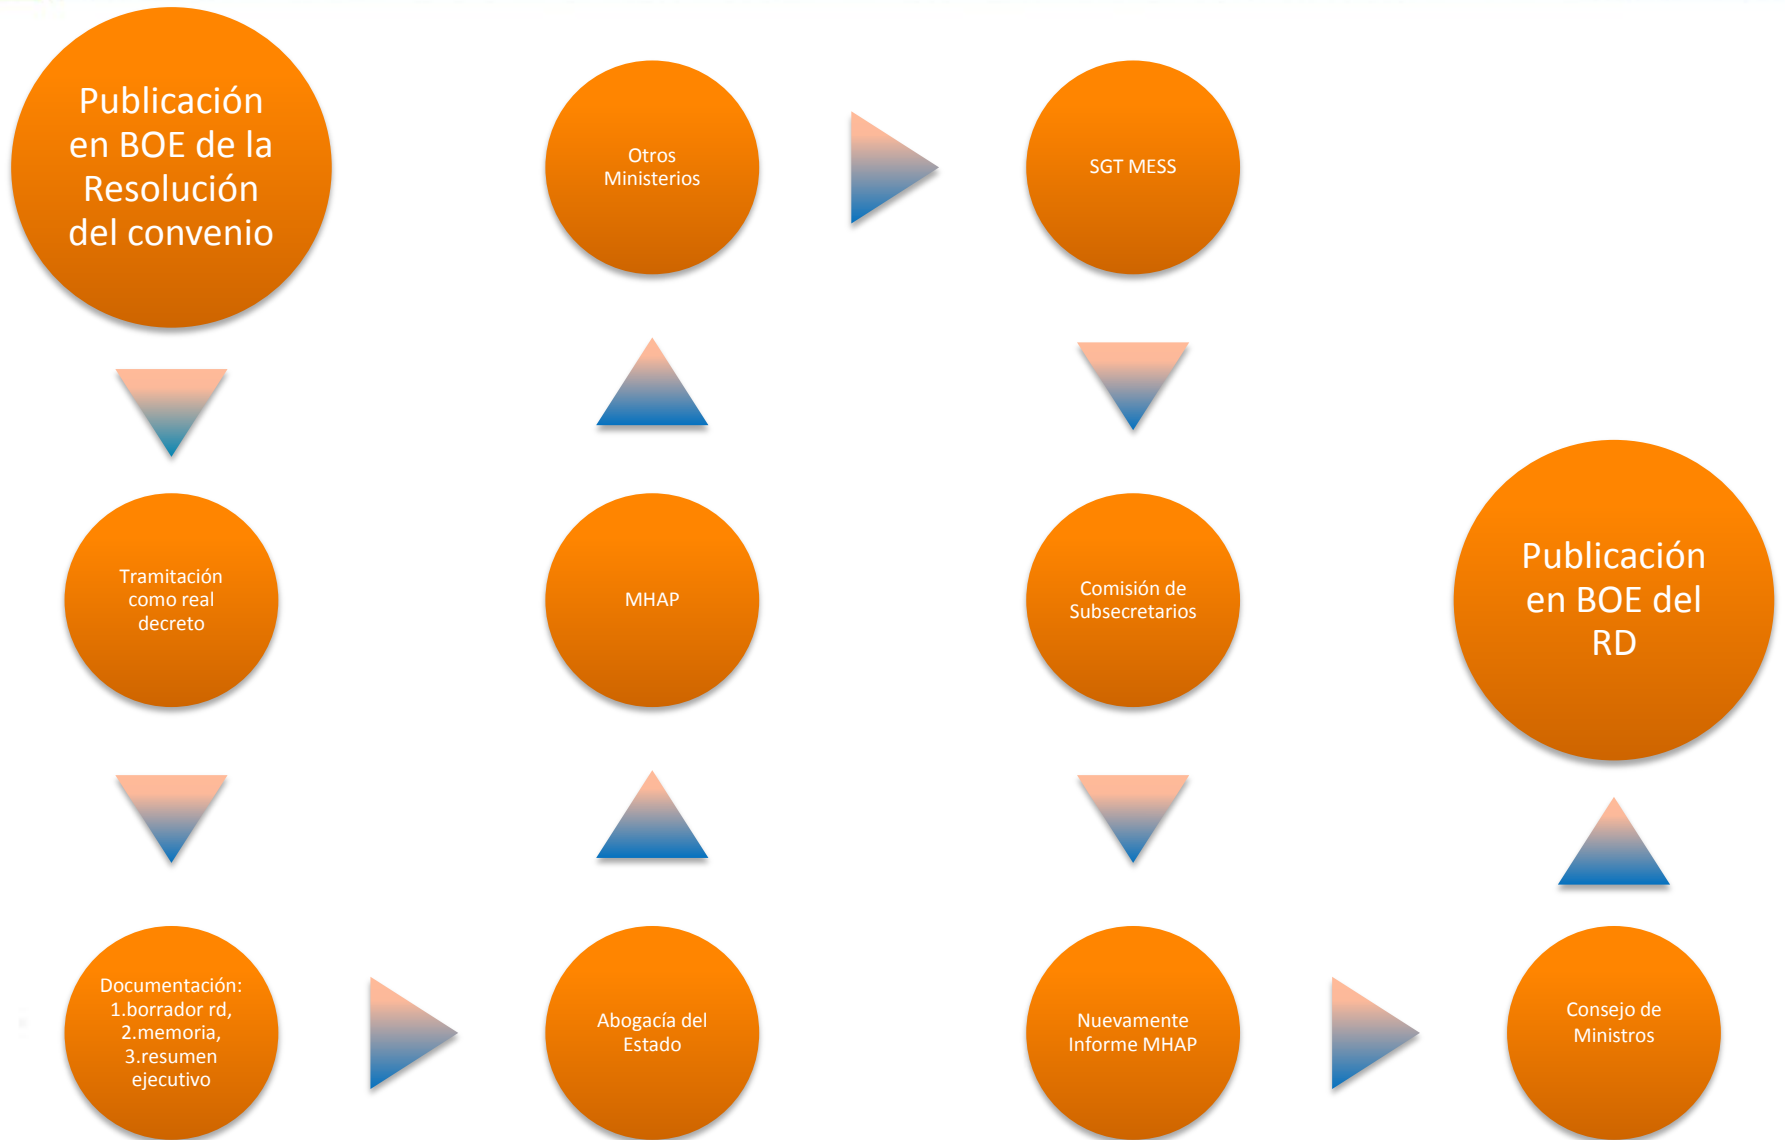 Publicación
en BOE de la
Resolución
del convenio
Tramitación
como real
decreto
Documentación:
1.borrador rd,
2.memoria,
3.resumen
ejecutivo
Abogacía del
Estado
MHAP
Otros
Ministerios
SGT MESS
Comisión de
Subsecretarios
Nuevamente
Informe MHAP
Consejo de
Ministros
Publicación
en BOE del
RD